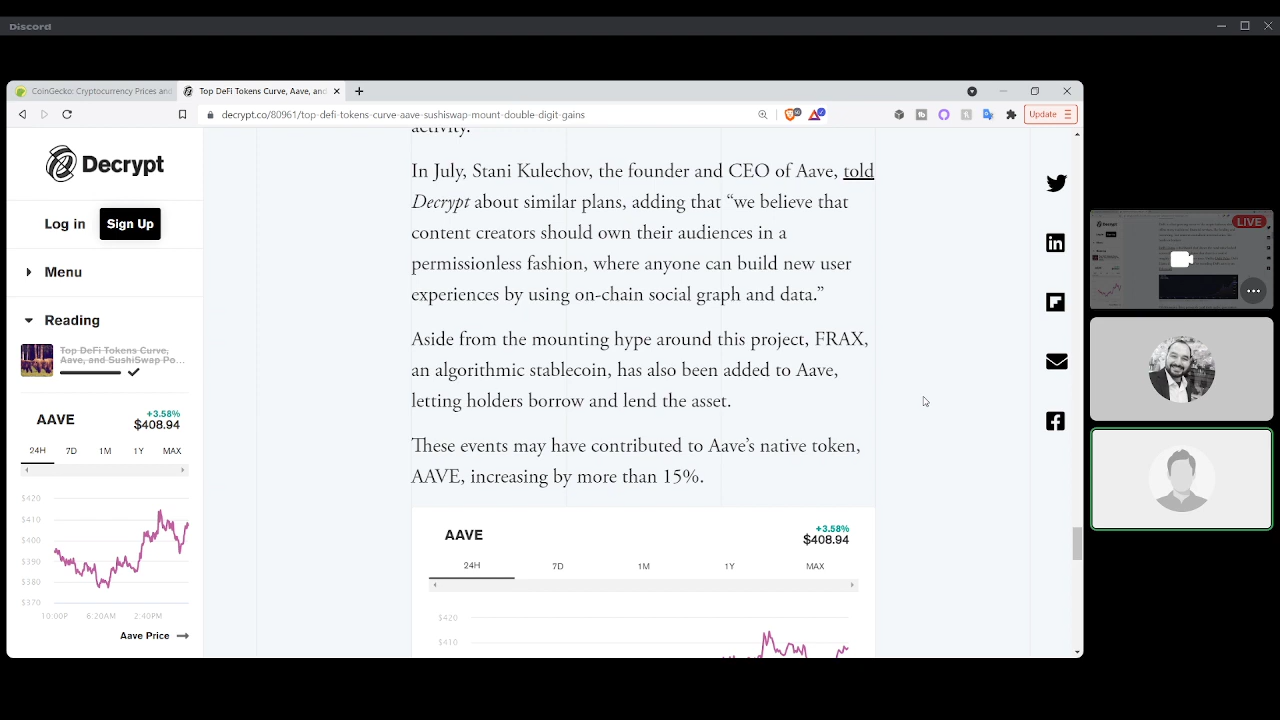 Discord
CoinGecko: Cryptocurrency Prices and
Top DeFi Tokens Curve, Aave, and
decrypt.co/80961/top-defi-tokens-curve-aave-sushiswap-mount-double-digit-gains
Update
Decrypt
Log in
Sign Up
Menu
Reading
Top DeFi Tokens Curve,
Aave, and SushiSwap Po...
AAVE
+3.58%
$408.94
24H 7D 1M 1Y MAX
$420
$410
$400
$390
$380
$370
10:00P 6:20AM 2:40PM
Aave Price
activity.
In July, Stani Kulechov, the founder and CEO of Aave, told
Decrypt about similar plans, adding that “we believe that
content creators should own their audiences in a
permissionless fashion, where anyone can build new user
experiences by using on-chain social graph and data.”
Aside from the mounting hype around this project, FRAX,
an algorithmic stablecoin, has also been added to Aave,
letting holders borrow and lend the asset.
These events may have contributed to Aave’s native token,
AAVE, increasing by more than 15%.
AAVE
+3.58%
$408.94
24H 7D 1M 1Y MAX
$420
$410
LIVE